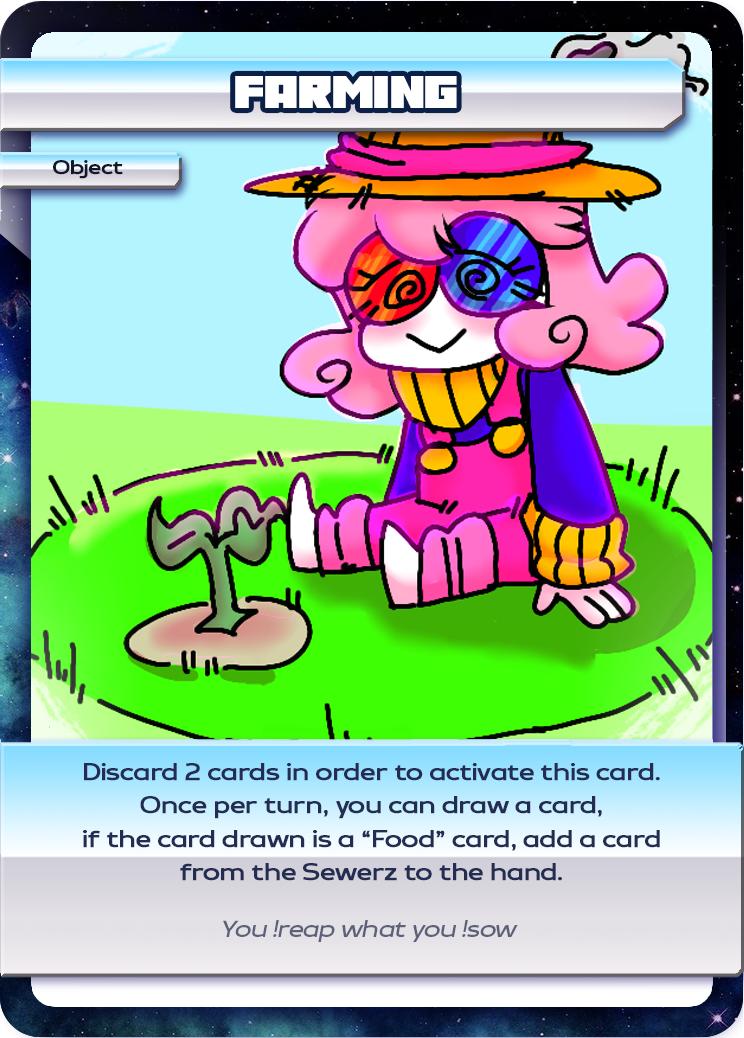 FARMING
Object
Discard 2 cards in order to activate this card.
Once per turn, you can draw a card,
if the card drawn is a “Food” card, add a card
from the Sewerz to the hand.
You !reap what you !sow